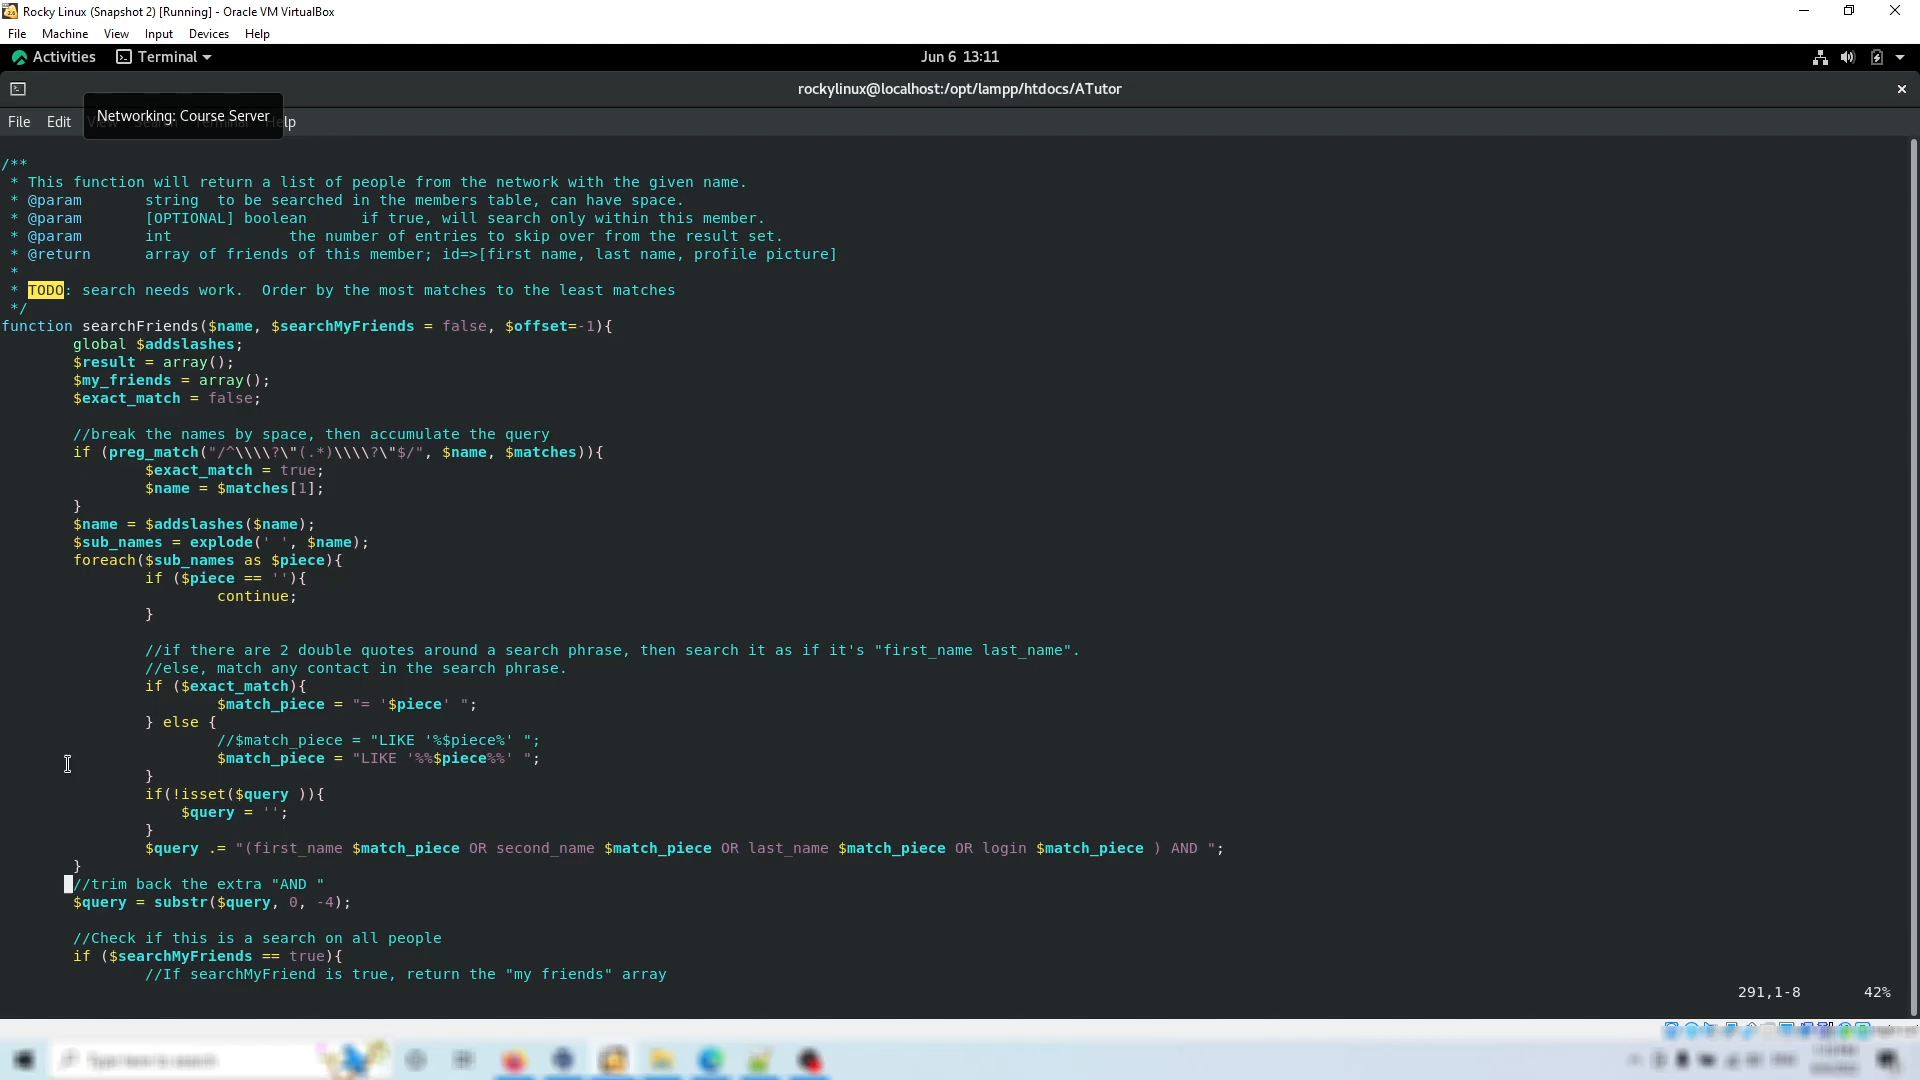 Rocky Linux (Snapshot 2) [Running] - Oracle VM VirtualBox
File Machine View Input Devices Help
Activities Terminal Jun 6 13:11
rockylinux@localhost:/opt/lampp/htdocs/ATutor
Networking: Course Server
File Edit View Search Terminal Help
/**
* This function will return a list of people from the network with the given name.
* @param string to be searched in the members table, can have space.
* @param [OPTIONAL] boolean if true, will search only within this member.
* @param int the number of entries to skip over from the result set.
* @return array of friends of this member; id=>[first name, last name, profile picture]
*
* TODO: search needs work. Order by the most matches to the least matches
*/
function searchFriends($name, $searchMyFriends = false, $offset=-1){
global $addslashes;
$result = array();
$my_friends = array();
$exact_match = false;
//break the names by space, then accumulate the query
if (preg_match("/^\\\\?\"(.*)\\\\?\"$/", $name, $matches)){
$exact_match = true;
$name = $matches[1];
}
$name = $addslashes($name);
$sub_names = explode(' ', $name);
foreach($sub_names as $piece){
if ($piece == ''){
continue;
}
//if there are 2 double quotes around a search phrase, then search it as if it's "first_name last_name".
//else, match any contact in the search phrase.
if ($exact_match){
$match_piece = "= '$piece' ";
} else {
//$match_piece = "LIKE '%$piece%' ";
$match_piece = "LIKE '%%$piece%%' ";
}
if(!isset($query )){
$query = '';
}
$query .= "(first_name $match_piece OR second_name $match_piece OR last_name $match_piece OR login $match_piece ) AND ";
}
//trim back the extra "AND "
$query = substr($query, 0, -4);
//Check if this is a search on all people
if ($searchMyFriends == true){
//If searchMyFriend is true, return the "my friends" array
291,1-8 42%
Type here to search